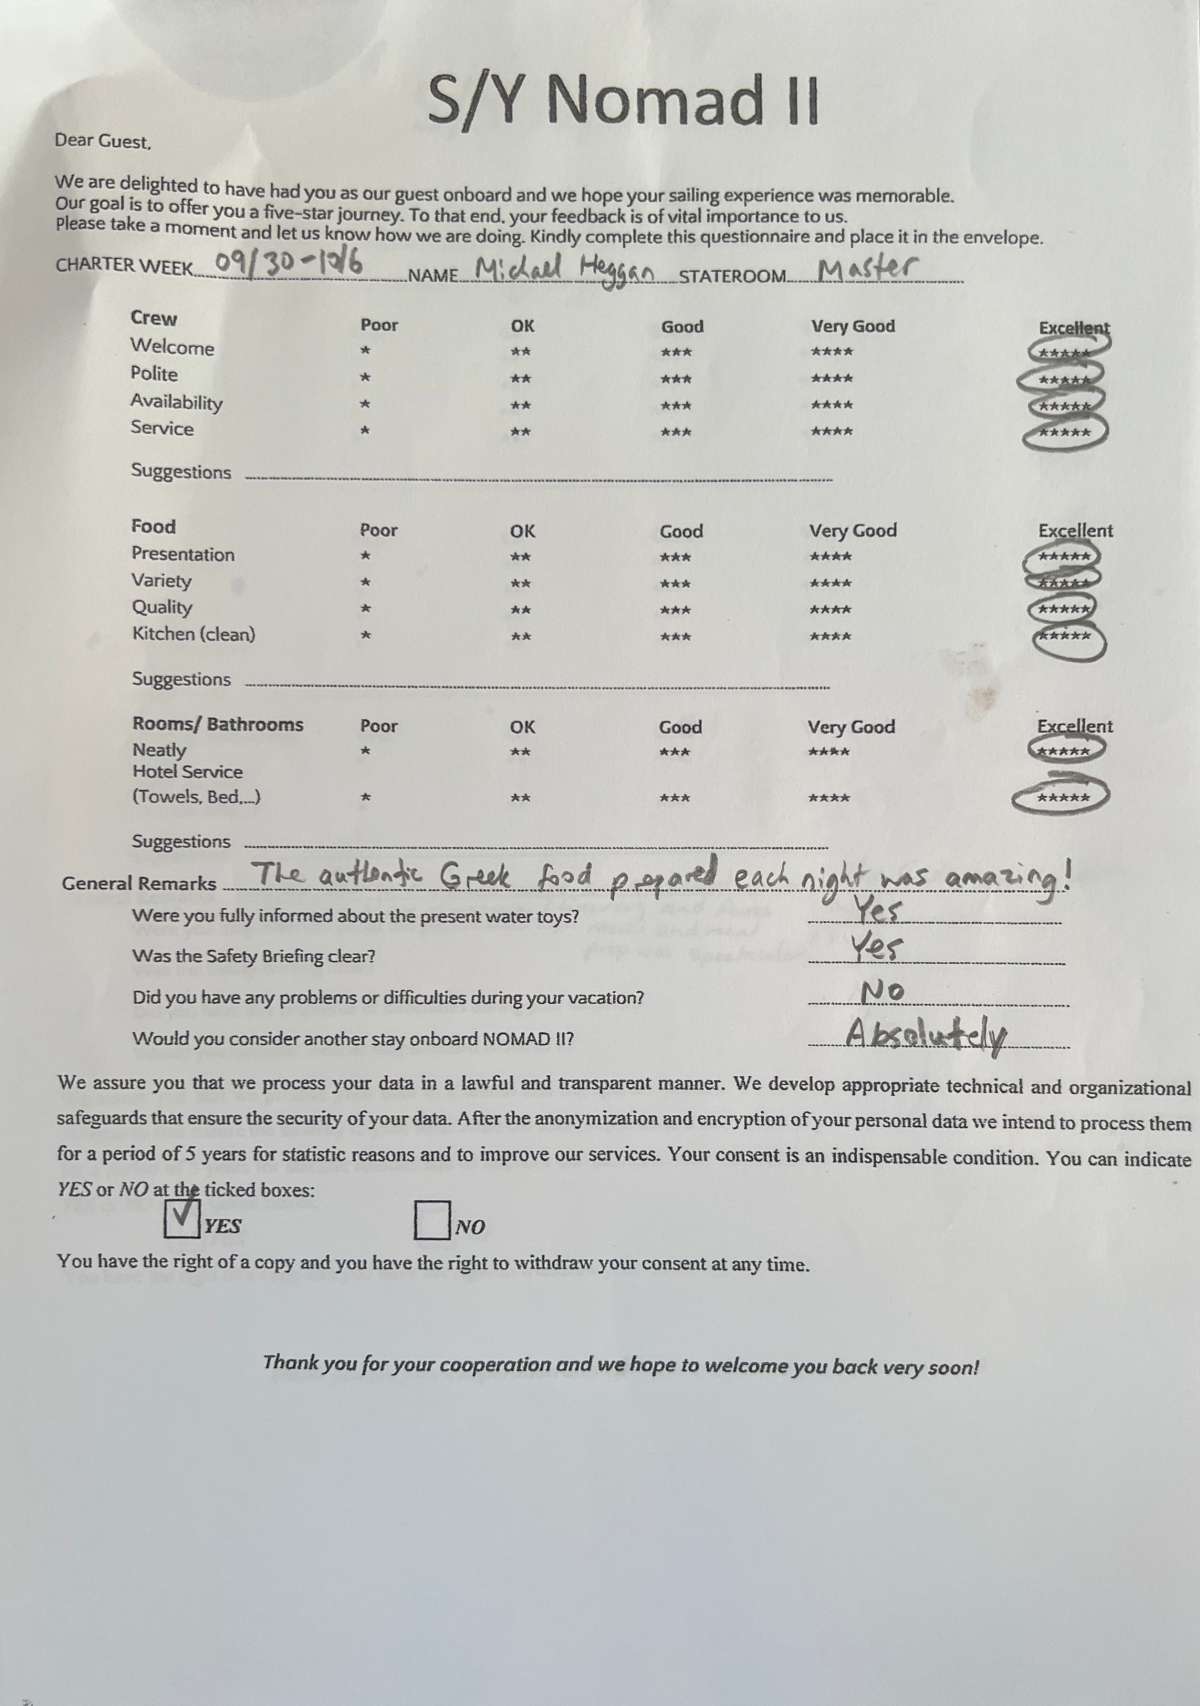 S/Y Nomad II
Dear Guest,
We are delighted to have had you as our guest onboard and we hope your sailing experience was memorable.
Our goal is to offer you a five-star journey. To that end, your feedback is of vital importance to us.
Please take a moment and let us know how we are doing. Kindly complete this questionnaire and place it in the envelope.
CHARTER WEEK 09/30-10/6 NAME Michael Heggan STATEROOM Master
Crew Poor OK Good Very Good Excellent
Welcome * ** *** **** *****
Polite * ** *** **** *****
Availability * ** *** **** *****
Service * ** *** **** *****
Suggestions
Food Poor OK Good Very Good Excellent
Presentation * ** *** **** *****
Variety * ** *** **** *****
Quality * ** *** **** *****
Kitchen (clean) * ** *** **** *****
Suggestions
Rooms/ Bathrooms Poor OK Good Very Good Excellent
Neatly * ** *** **** *****
Hotel Service
(Towels, Bed,...) * ** *** **** *****
Suggestions
General Remarks The authentic Greek food prepared each night was amazing!
Were you fully informed about the present water toys? Yes
Was the Safety Briefing clear? Yes
Did you have any problems or difficulties during your vacation? No
Would you consider another stay onboard NOMAD II? Absolutely
We assure you that we process your data in a lawful and transparent manner. We develop appropriate technical and organizational
safeguards that ensure the security of your data. After the anonymization and encryption of your personal data we intend to process them
for a period of 5 years for statistic reasons and to improve our services. Your consent is an indispensable condition. You can indicate
YES or NO at the ticked boxes:
YES NO
You have the right of a copy and you have the right to withdraw your consent at any time.
Thank you for your cooperation and we hope to welcome you back very soon!